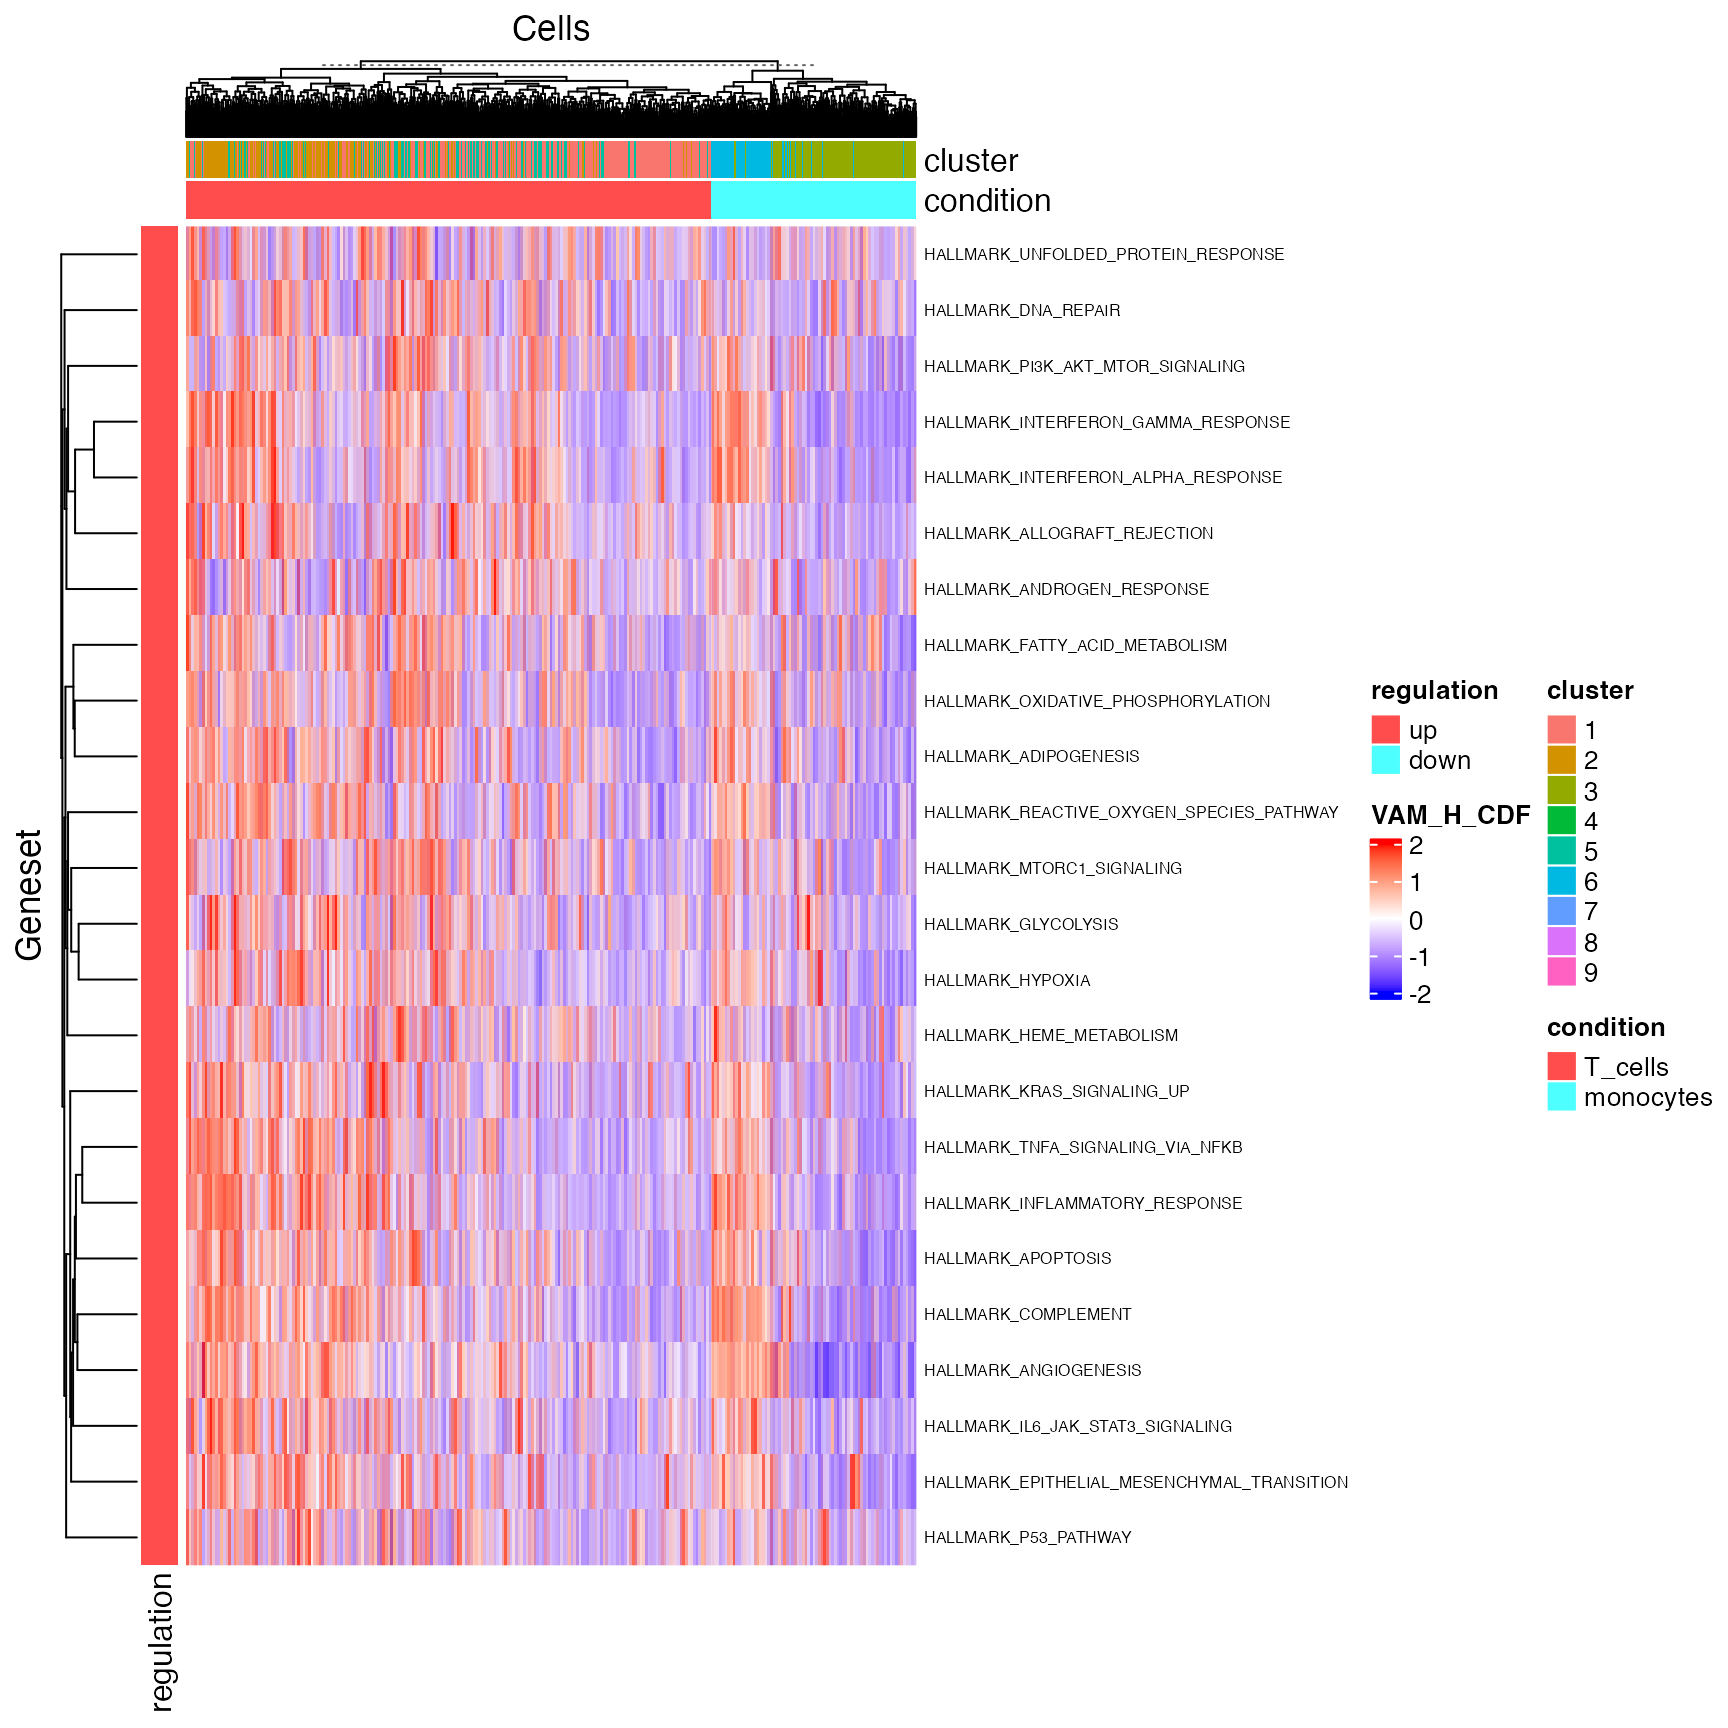 Cells
cluster
condition
HALLMARK_UNFOLDED_PROTEIN_RESPONSE
HALLMARK_DNA_REPAIR
HALLMARK_PI3K_AKT_MTOR_SIGNALING
HALLMARK_INTERFERON_GAMMA_RESPONSE
HALLMARK_INTERFERON_ALPHA_RESPONSE
HALLMARK_ALLOGRAFT_REJECTION
HALLMARK_ANDROGEN_RESPONSE
HALLMARK_FATTY_ACID_METABOLISM
HALLMARK_OXIDATIVE_PHOSPHORYLATION
HALLMARK_ADIPOGENESIS
HALLMARK_REACTIVE_OXYGEN_SPECIES_PATHWAY
HALLMARK_MTORC1_SIGNALING
HALLMARK_GLYCOLYSIS
HALLMARK_HYPOXIA
HALLMARK_HEME_METABOLISM
HALLMARK_KRAS_SIGNALING_UP
HALLMARK_TNFA_SIGNALING_VIA_NFKB
HALLMARK_INFLAMMATORY_RESPONSE
HALLMARK_APOPTOSIS
HALLMARK_COMPLEMENT
HALLMARK_ANGIOGENESIS
HALLMARK_IL6_JAK_STAT3_SIGNALING
HALLMARK_EPITHELIAL_MESENCHYMAL_TRANSITION
HALLMARK_P53_PATHWAY
Geneset
regulation
regulation
up
down
VAM_H_CDF
2
1
0
-1
-2
cluster
1
2
3
4
5
6
7
8
9
condition
T_cells
monocytes